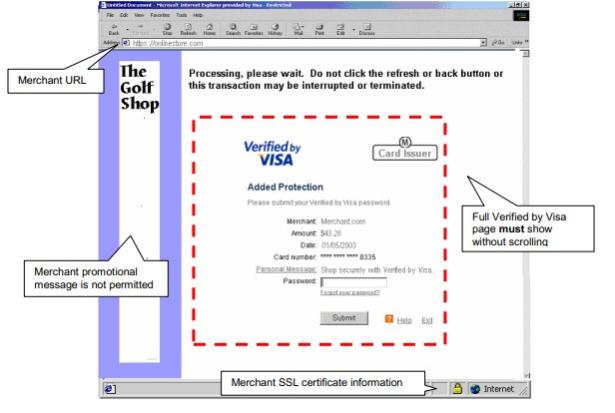 Untitled Document - Microsoft Internet Explorer provided by Visa - Restricted
File Edit View Favorites Tools Help
Back Forward Stop Refresh Home Search Favorites History Mail Print Edit Discuss
Address https://onlinestore.com Go Links »
Merchant URL
The
Golf
Shop
Processing, please wait. Do not click the refresh or back button or
this transaction may be interrupted or terminated.
Verified by
VISA
M
Card Issuer
Added Protection
Please submit your Verified by Visa password.
Merchant: Merchant.com
Amount: $43.28
Date: 01/05/2003
Card number: **** **** **** 0335
Personal Message: Shop securely with Verified by Visa.
Password:
Forgot your password?
Submit ? Help Exit
Full Verified by Visa
page must show
without scrolling
Merchant promotional
message is not permitted
Merchant SSL certificate information
Internet